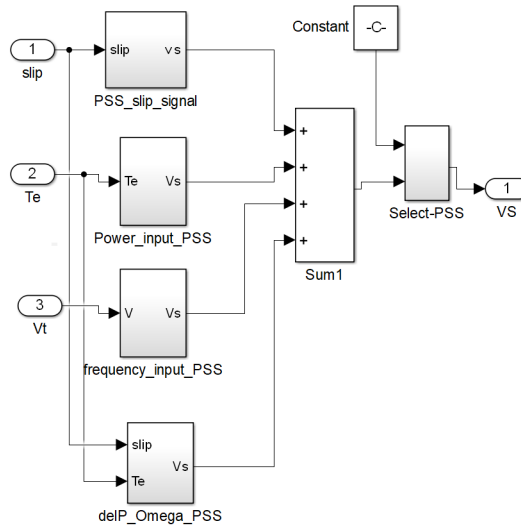 Constant
-C-
1
slip
slip
vs
PSS_slip_signal
2
Te
Te
Vs
Power_input_PSS
3
Vt
V
Vs
frequency_input_PSS
slip
Te
Vs
delP_Omega_PSS
+
+
+
+
Sum1
Select-PSS
1
VS